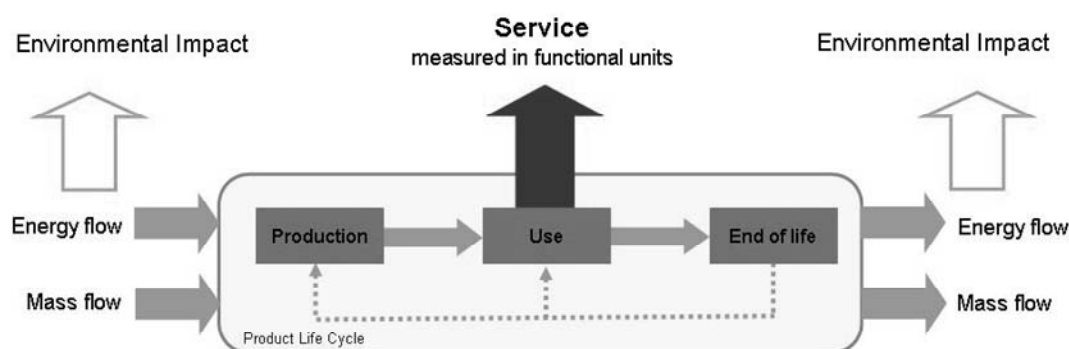 Environmental Impact
Service
measured in functional units
Environmental Impact
Energy flow
Production
Use
End of life
Energy flow
Mass flow
Mass flow
Product Life Cycle